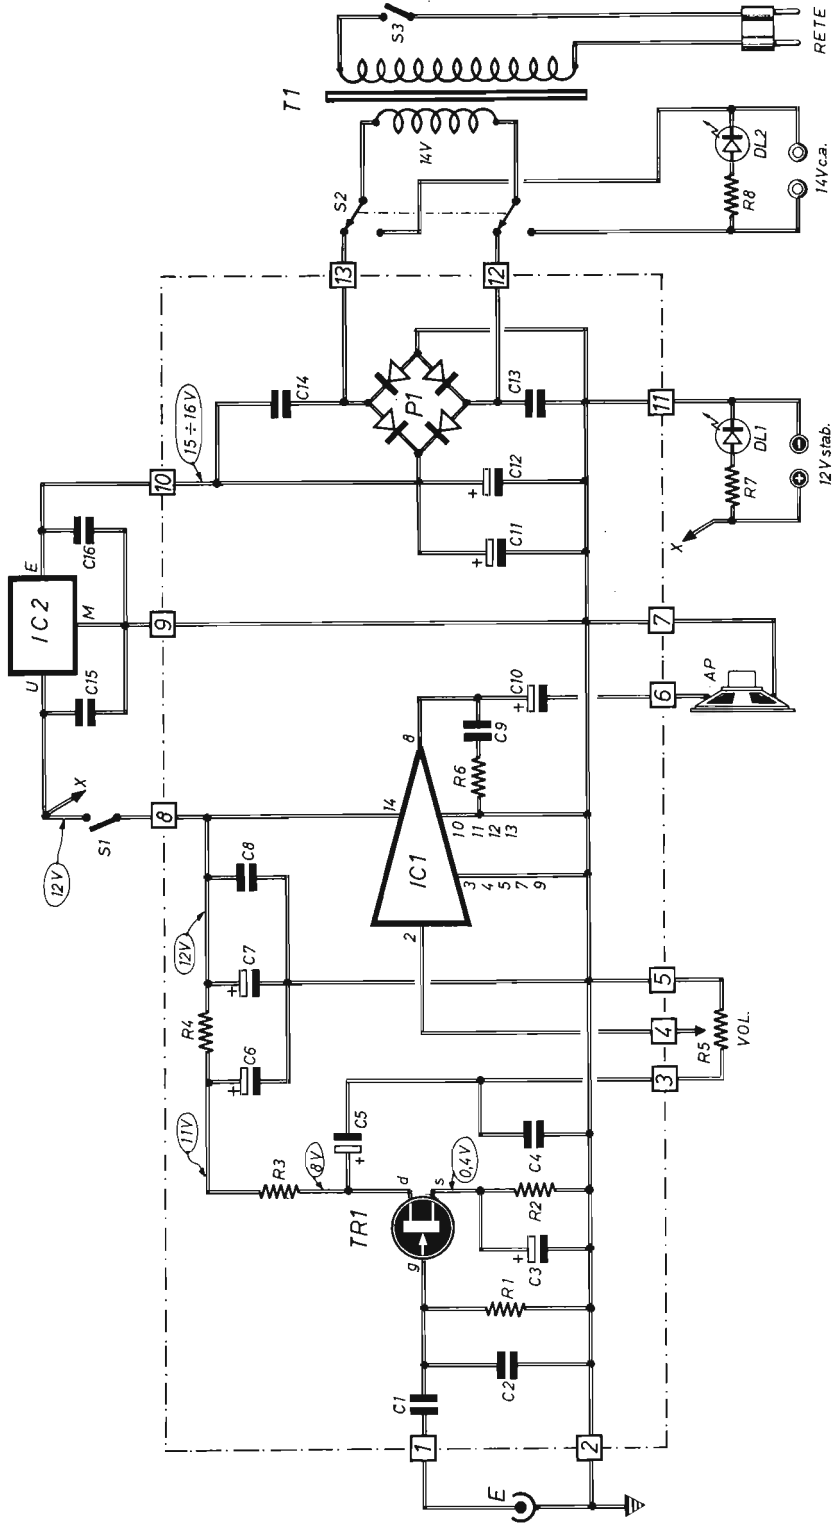 U
IC2
E
M
C15
C16
12V
X
S1
8
9
10
15÷16V
11V
12V
R4
C6
C7
C8
R3
8V
C5
+
+
+
TR1
d
g
s
0,4V
C1
C2
R1
C3
+
R2
C4
2
IC1
14
8
3
4
5
7
9
10
11
12
13
R6
C9
C10
+
C11
+
C12
+
C14
P1
C13
13
12
S2
14V
T1
S3
RETE
1
2
E
3
4
5
R5
VOL.
6
7
AP
11
X
R7
DL1
12V stab.
R8
DL2
14V c.a.